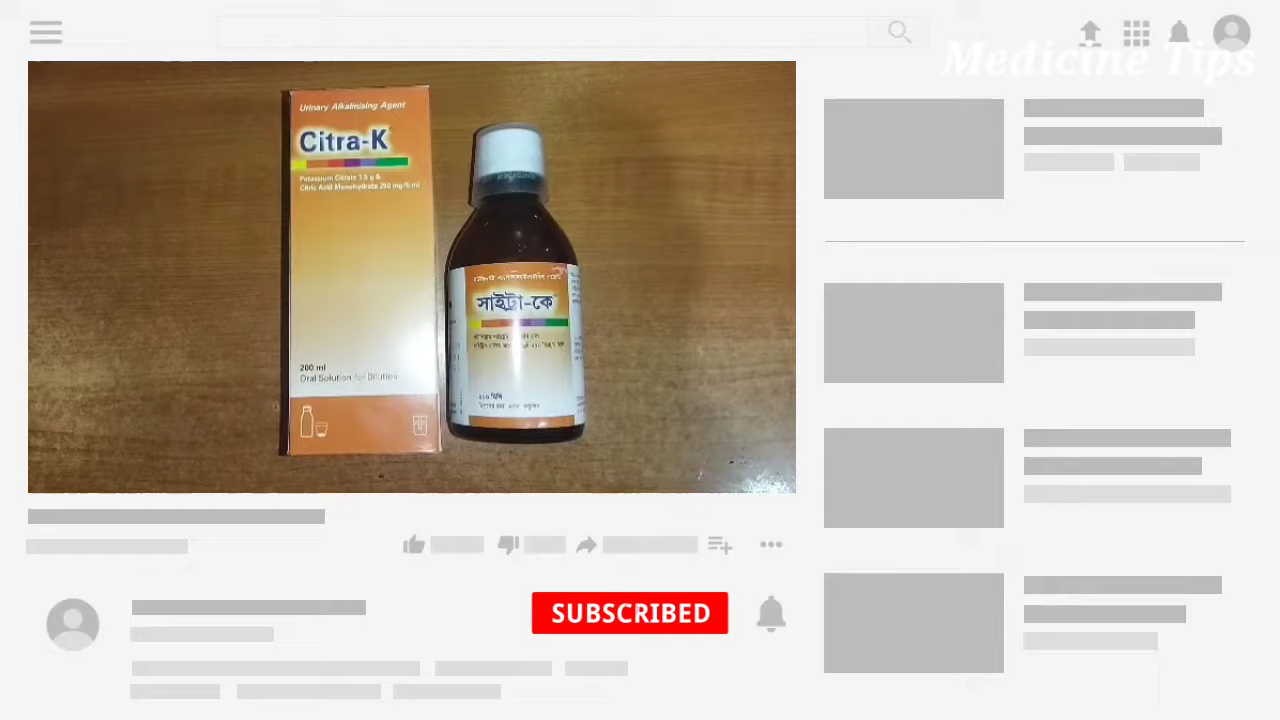 Medicine Tips
Urinary Alkalinising Agent
Citra-K
Potassium Citrate 1.5 g &
Citric Acid Monohydrate 250 mg/5 ml
200 ml
Oral Solution for Dilution
সাইট্রা-কে
২০০ মিলি
SUBSCRIBED